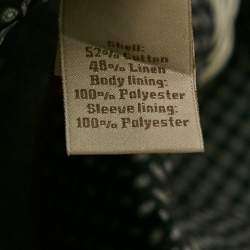 Shell:
52% Cotton
48% Linen
Body lining:
100% Polyester
Sleeve lining:
100% Polyester